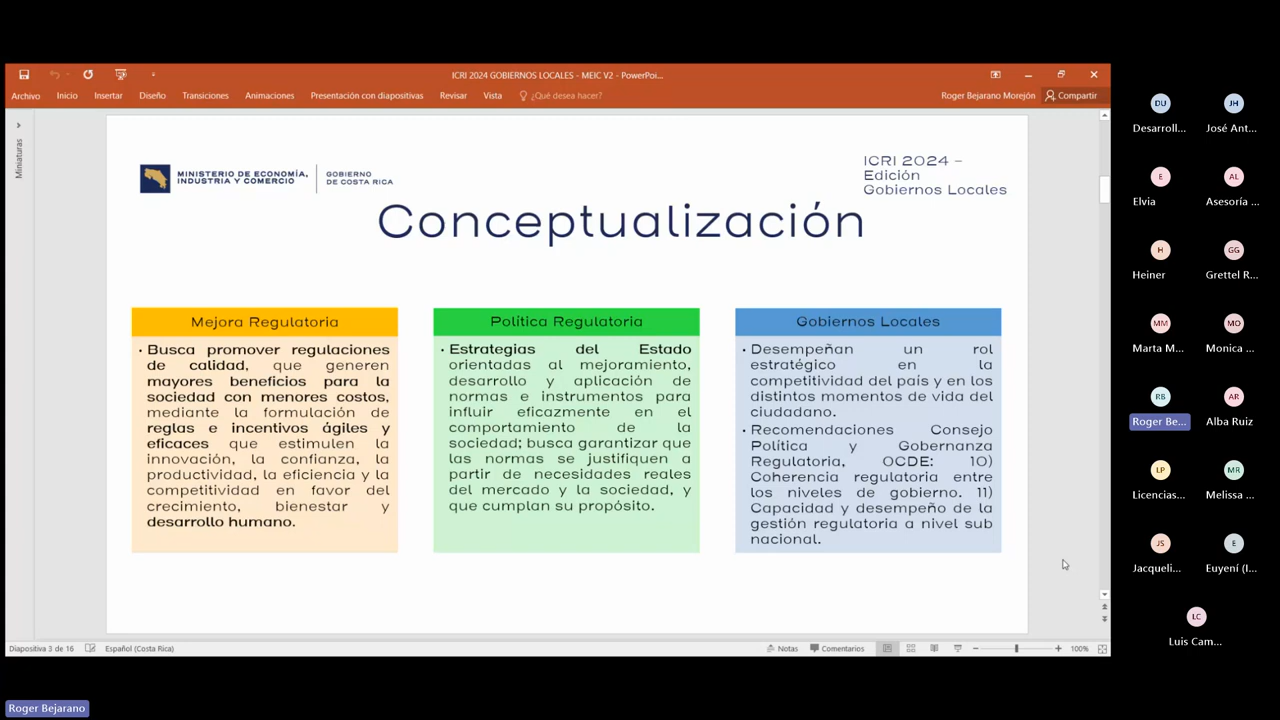 ICRI 2024 GOBIERNOS LOCALES - MEIC V2 - PowerPoi...
Archivo
Inicio
Insertar
Diseño
Transiciones
Animaciones
Presentación con diapositivas
Revisar
Vista
¿Qué desea hacer?
Roger Bejarano Morejón
Compartir
Miniaturas
MINISTERIO DE ECONOMÍA,
INDUSTRIA Y COMERCIO
GOBIERNO
DE COSTA RICA
ICRI 2024 –
Edición
Gobiernos Locales
Conceptualización
Mejora Regulatoria
• Busca promover regulaciones
de calidad, que generen
mayores beneficios para la
sociedad con menores costos,
mediante la formulación de
reglas e incentivos ágiles y
eficaces que estimulen la
innovación, la confianza, la
productividad, la eficiencia y la
competitividad en favor del
crecimiento, bienestar y
desarrollo humano.
Política Regulatoria
• Estrategias del Estado
orientadas al mejoramiento,
desarrollo y aplicación de
normas e instrumentos para
influir eficazmente en el
comportamiento de la
sociedad; busca garantizar que
las normas se justifiquen a
partir de necesidades reales
del mercado y la sociedad, y
que cumplan su propósito.
Gobiernos Locales
• Desempeñan un rol
estratégico en la
competitividad del país y en los
distintos momentos de vida del
ciudadano.
• Recomendaciones Consejo
Política y Gobernanza
Regulatoria, OCDE: 10)
Coherencia regulatoria entre
los niveles de gobierno. 11)
Capacidad y desempeño de la
gestión regulatoria a nivel sub
nacional.
Diapositiva 3 de 16
Español (Costa Rica)
Notas
Comentarios
100%
DU
Desarroll...
JH
José Ant...
E
Elvia
AL
Asesoría ...
H
Heiner
GG
Grettel R...
MM
Marta M...
MO
Monica ...
RB
Roger Be...
AR
Alba Ruiz
LP
Licencias...
MR
Melissa ...
JS
Jacqueli...
E
Euyení (I...
LC
Luis Cam...
Roger Bejarano